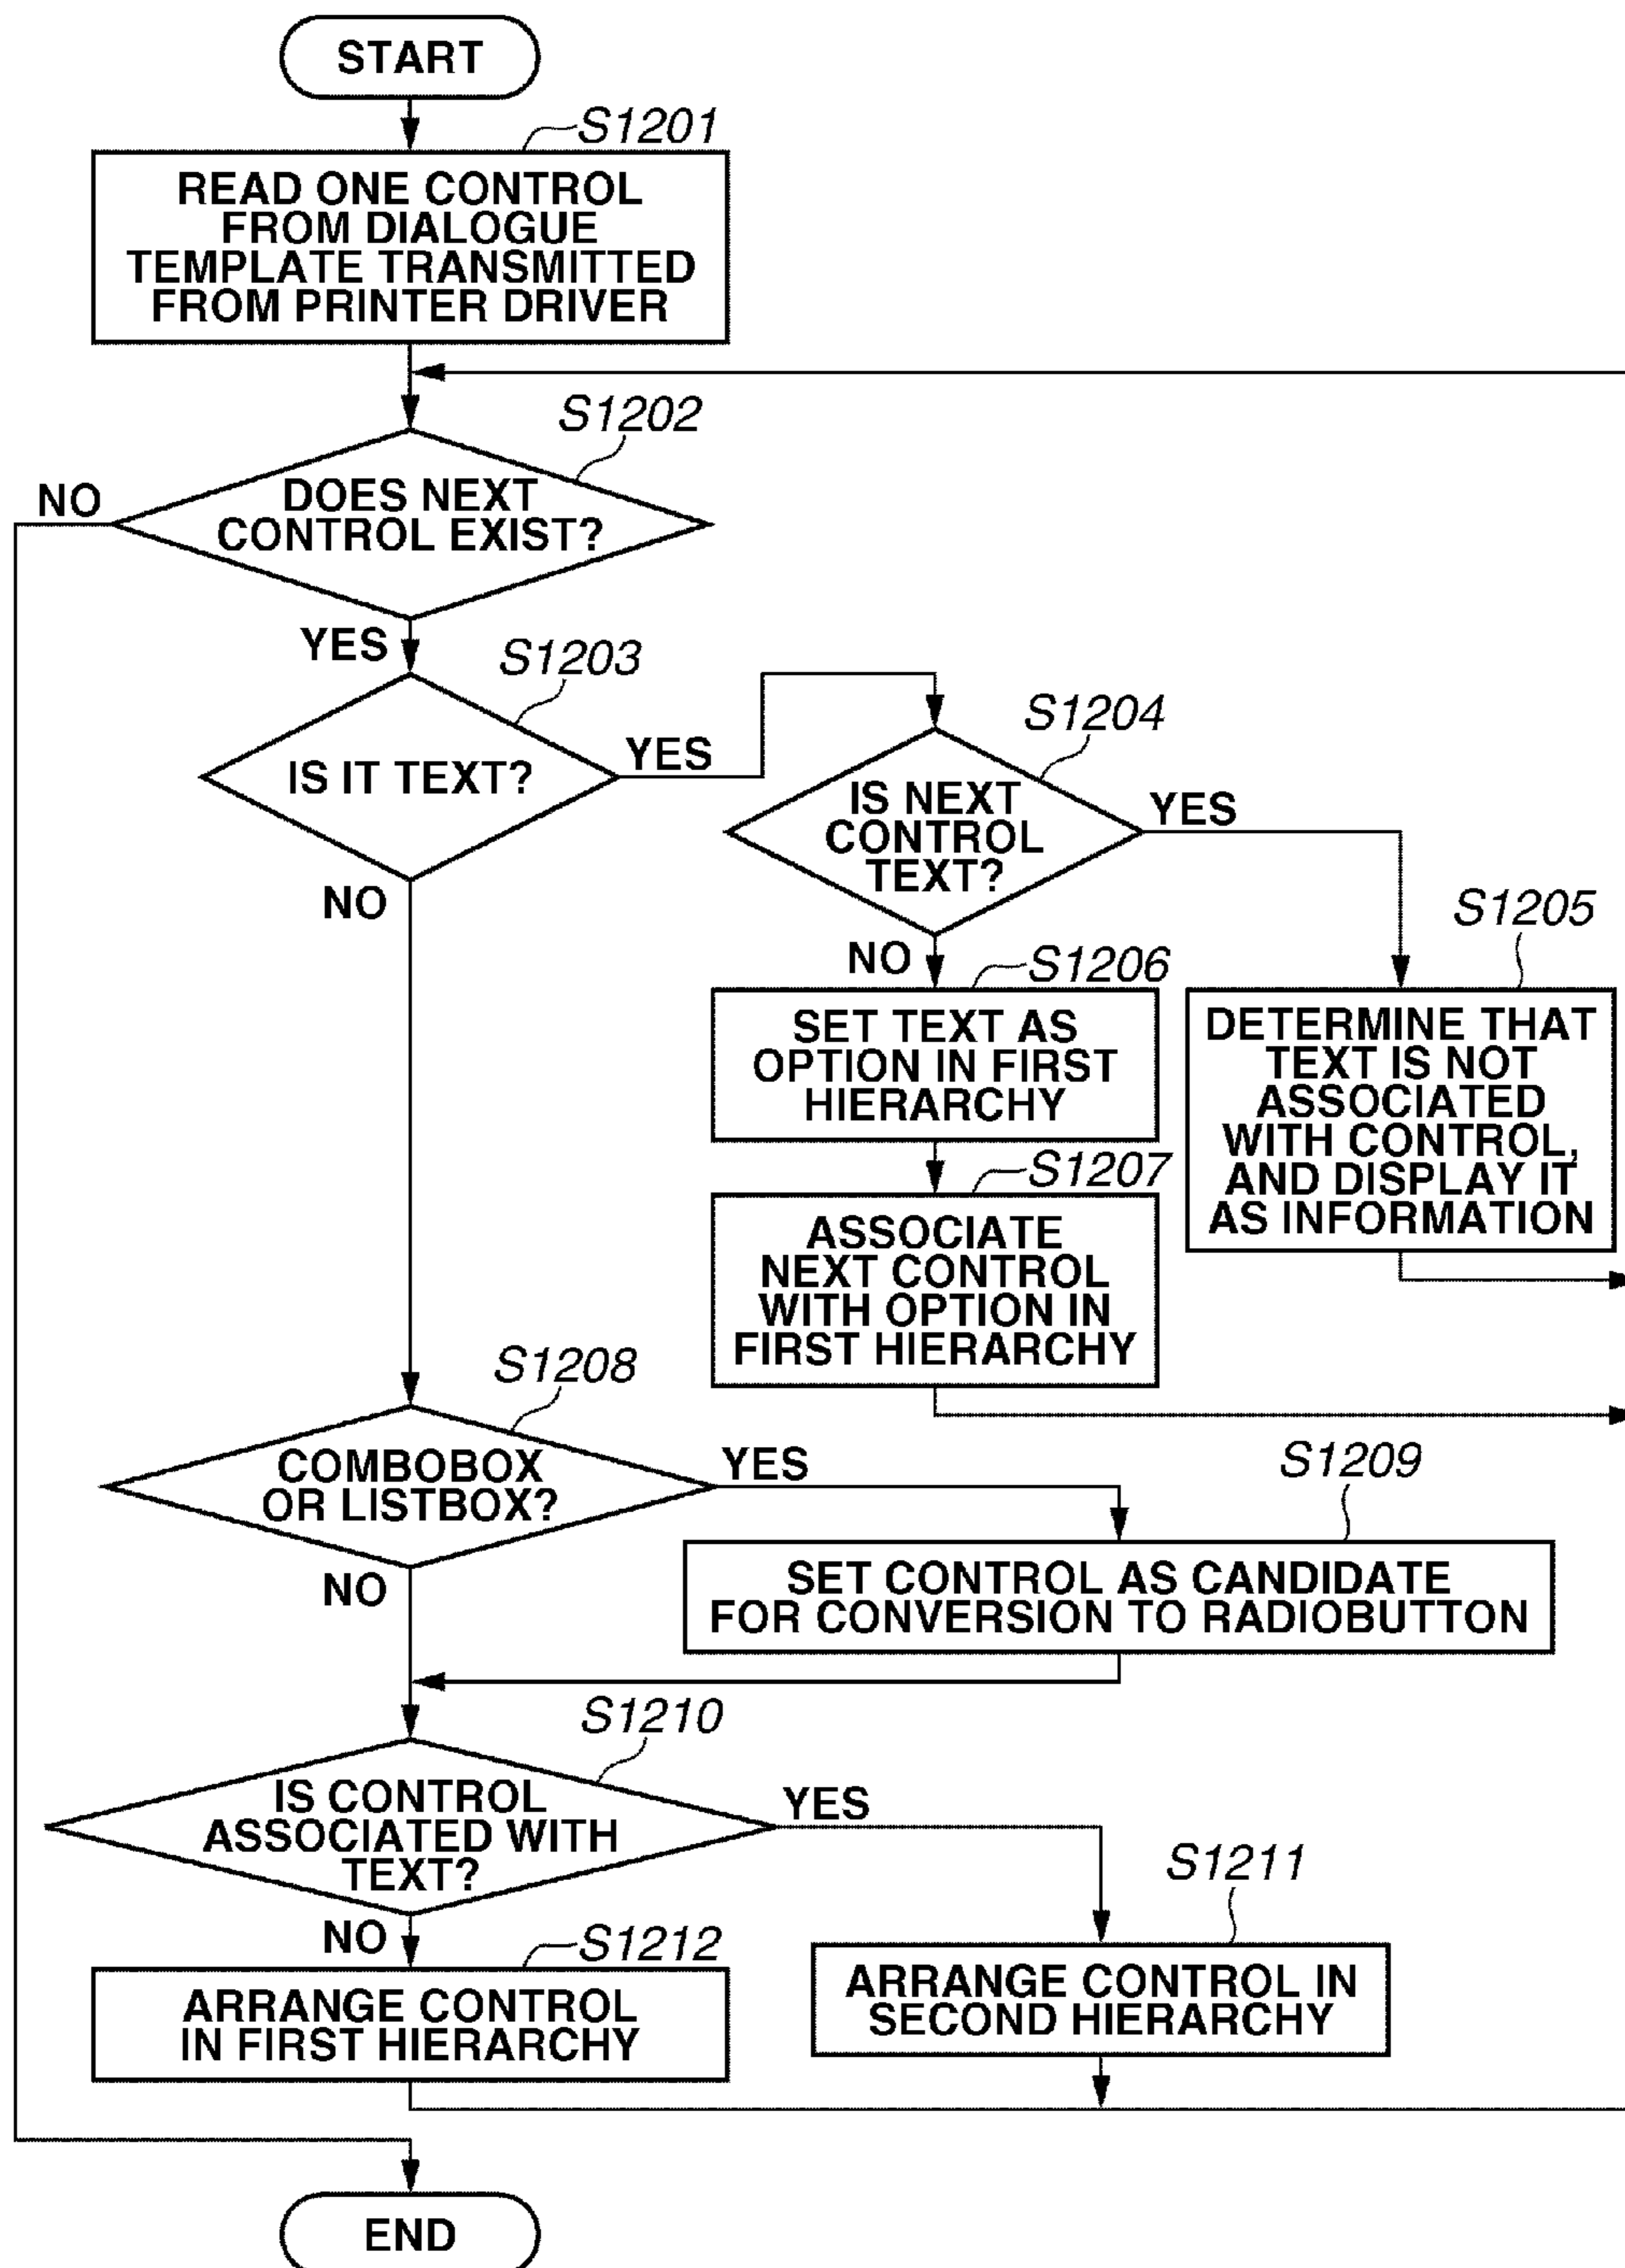 START
S1201
READ ONE CONTROL
FROM DIALOGUE
TEMPLATE TRANSMITTED
FROM PRINTER DRIVER
S1202
DOES NEXT
CONTROL EXIST?
NO
YES
S1203
IS IT TEXT?
YES
NO
S1204
IS NEXT
CONTROL
TEXT?
YES
NO
S1205
DETERMINE THAT
TEXT IS NOT
ASSOCIATED
WITH CONTROL,
AND DISPLAY IT
AS INFORMATION
S1206
SET TEXT AS
OPTION IN FIRST
HIERARCHY
S1207
ASSOCIATE
NEXT CONTROL
WITH OPTION IN
FIRST HIERARCHY
S1208
COMBOBOX
OR LISTBOX?
YES
NO
S1209
SET CONTROL AS CANDIDATE
FOR CONVERSION TO RADIOBUTTON
S1210
IS CONTROL
ASSOCIATED WITH
TEXT?
YES
NO
S1211
ARRANGE CONTROL IN
SECOND HIERARCHY
S1212
ARRANGE CONTROL
IN FIRST HIERARCHY
END